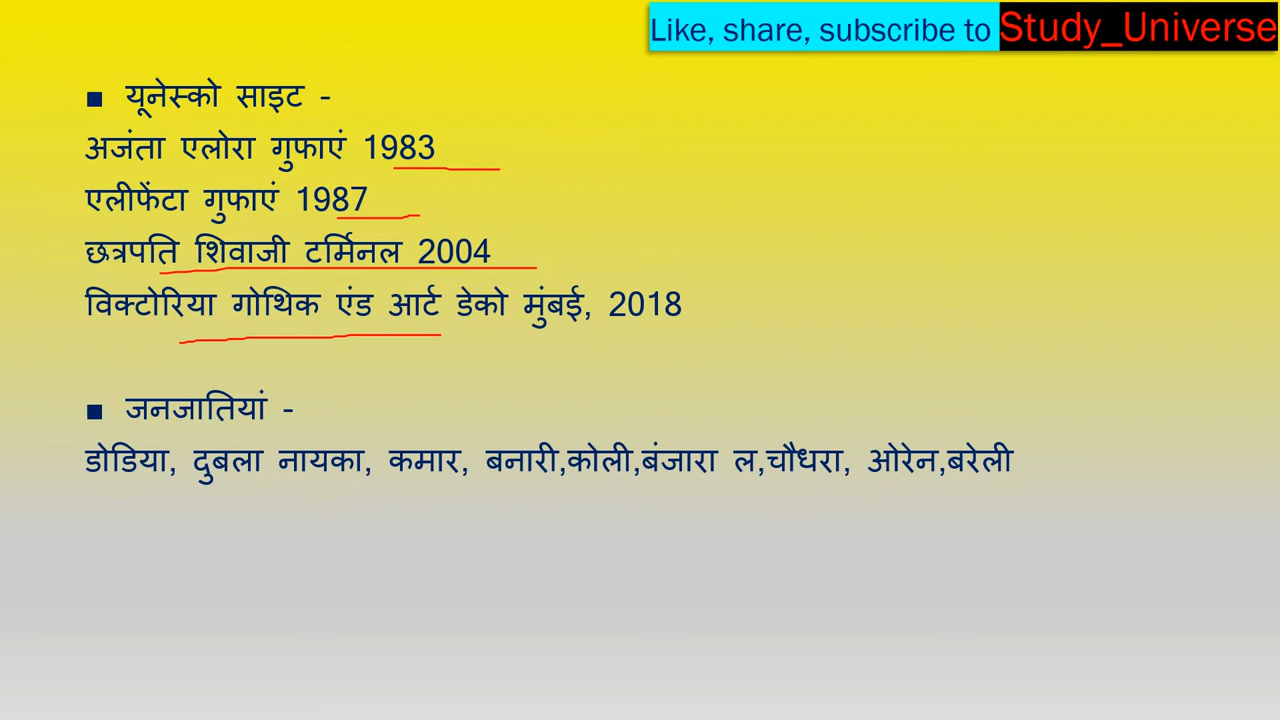 Like, share, subscribe to Study_Universe
▪ यूनेस्को साइट -
अजंता एलोरा गुफाएं 1983
एलीफेंटा गुफाएं 1987
छत्रपति शिवाजी टर्मिनल 2004
विक्टोरिया गोथिक एंड आर्ट डेको मुंबई, 2018
▪ जनजातियां -
डोडिया, दुबला नायका, कमार, बनारी,कोली,बंजारा ल,चौधरा, ओरेन,बरेली